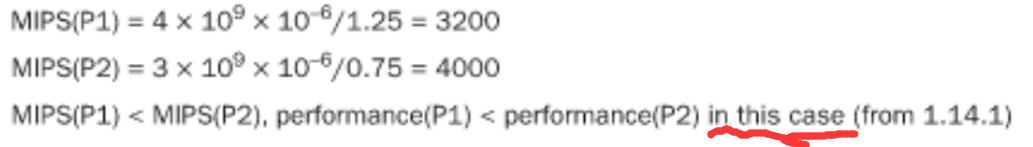 MIPS(P1) = 4 × 10⁹ × 10⁻⁶/1.25 = 3200
MIPS(P2) = 3 × 10⁹ × 10⁻⁶/0.75 = 4000
MIPS(P1) < MIPS(P2), performance(P1) < performance(P2) in this case (from 1.14.1)